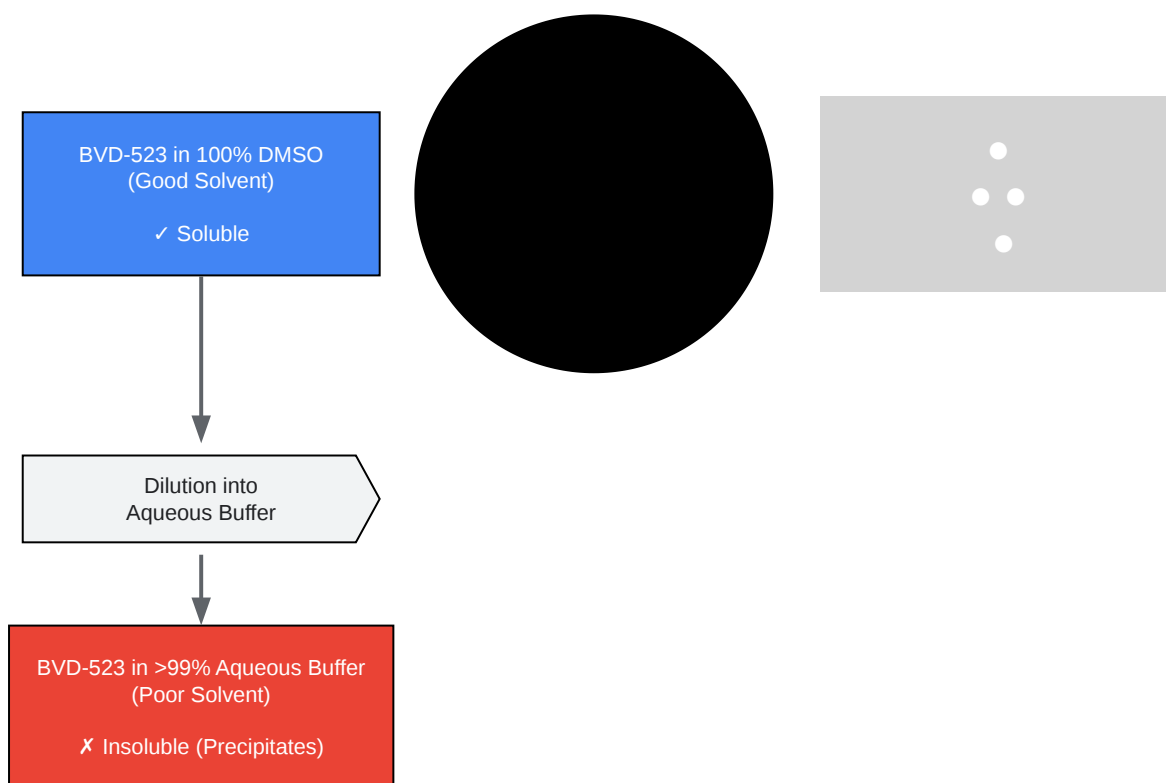 BVD-523 in 100% DMSO
(Good Solvent)
✓ Soluble
Dilution into
Aqueous Buffer
BVD-523 in >99% Aqueous Buffer
(Poor Solvent)
✗ Insoluble (Precipitates)